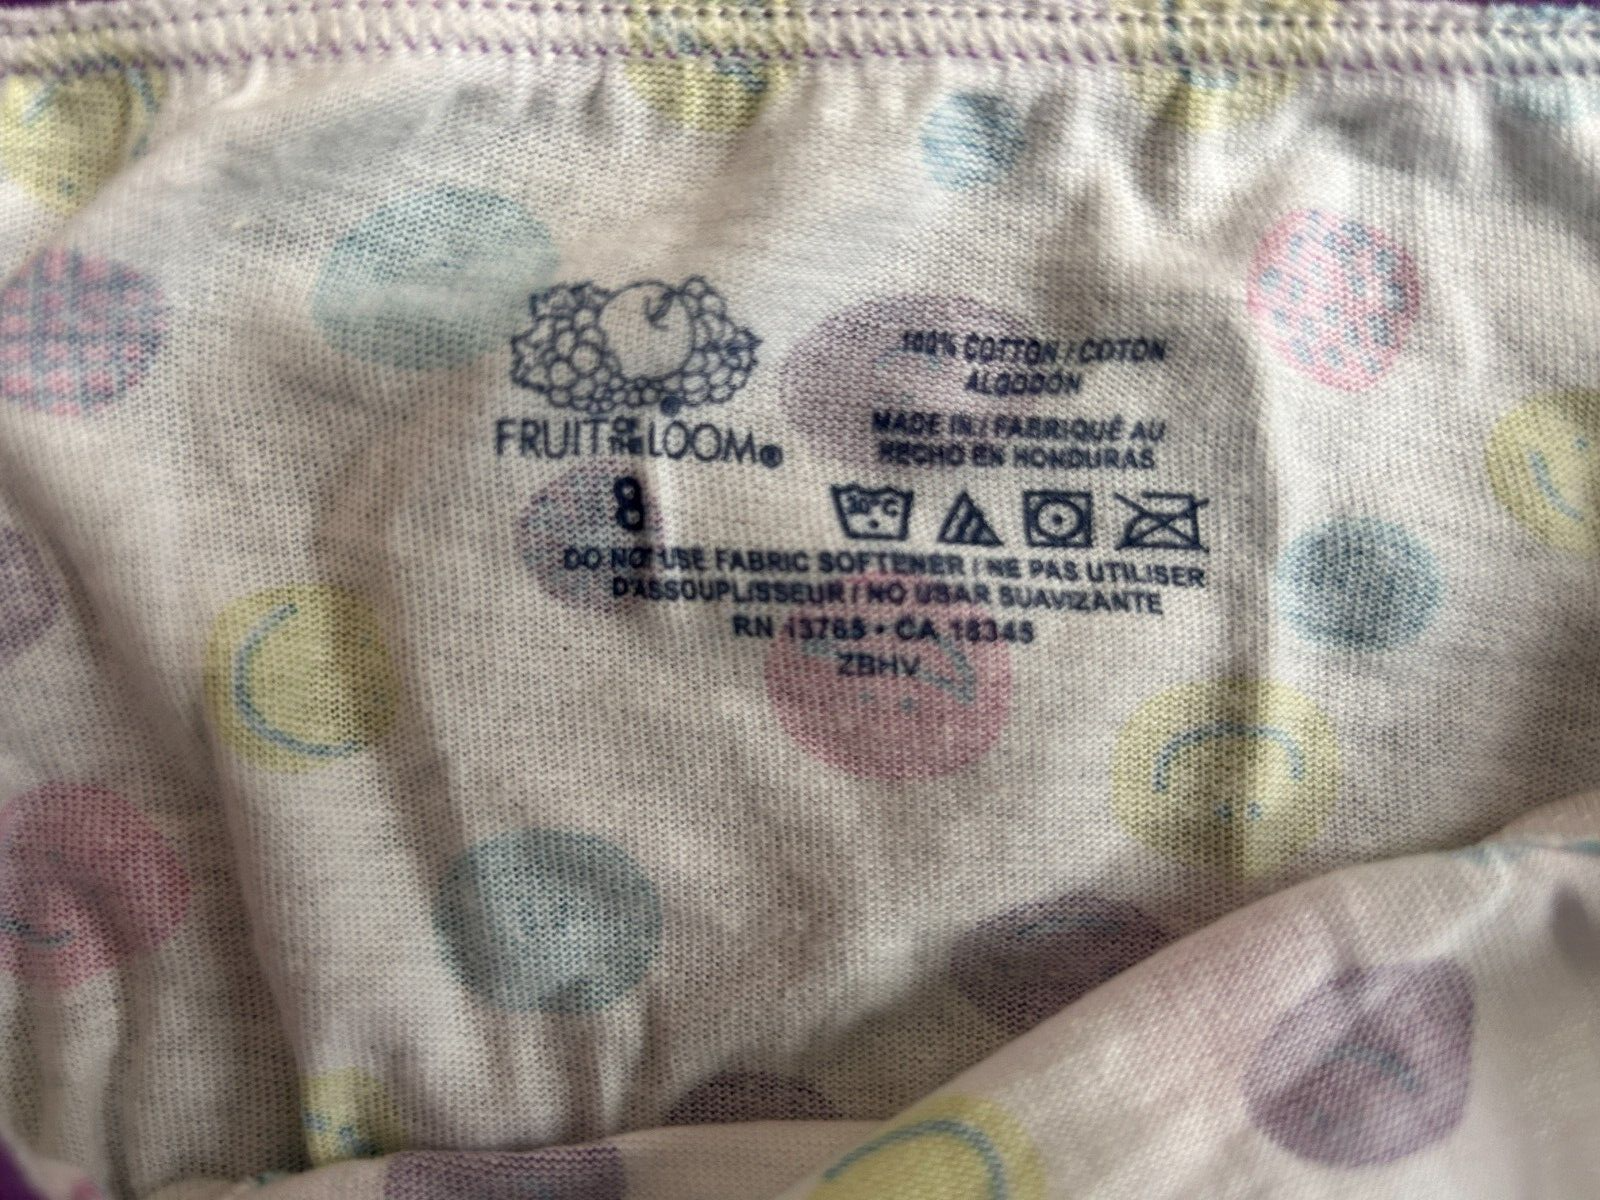 FRUIT OF THE LOOM®
8
100% COTTON / COTON
ALGODÓN
MADE IN / FABRIQUÉ AU
HECHO EN HONDURAS
30°C
DO NOT USE FABRIC SOFTENER / NE PAS UTILISER
D'ASSOUPLISSEUR / NO USAR SUAVIZANTE
RN 13765 • CA 18345
ZBHV